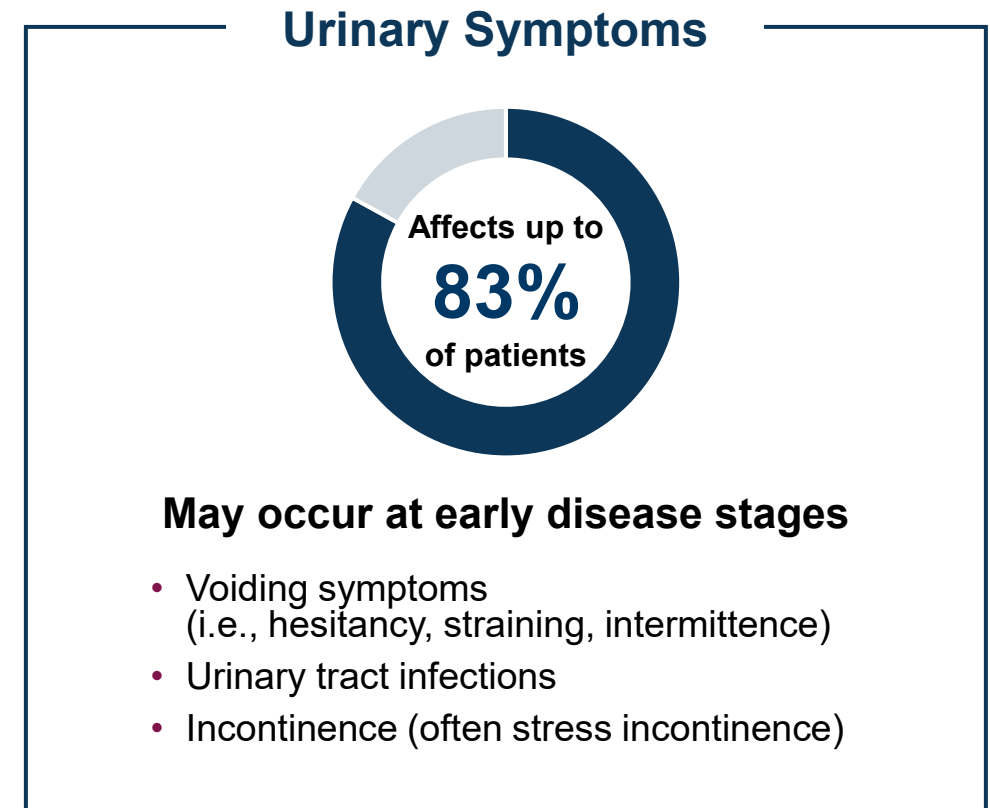 Urinary Symptoms
Affects up to
83%
of patients
May occur at early disease stages
• Voiding symptoms
(i.e., hesitancy, straining, intermittence)
• Urinary tract infections
• Incontinence (often stress incontinence)